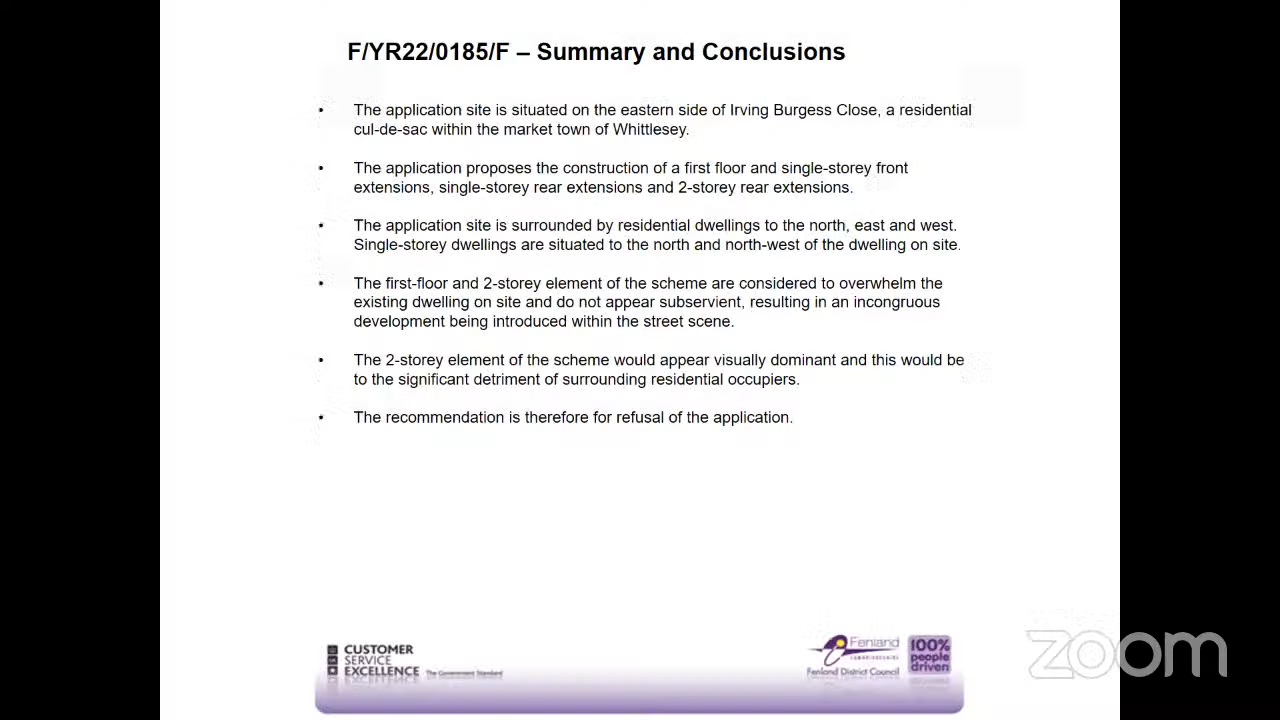 F/YR22/0185/F – Summary and Conclusions
• The application site is situated on the eastern side of Irving Burgess Close, a residential
cul-de-sac within the market town of Whittlesey.
• The application proposes the construction of a first floor and single-storey front
extensions, single-storey rear extensions and 2-storey rear extensions.
• The application site is surrounded by residential dwellings to the north, east and west.
Single-storey dwellings are situated to the north and north-west of the dwelling on site.
• The first-floor and 2-storey element of the scheme are considered to overwhelm the
existing dwelling on site and do not appear subservient, resulting in an incongruous
development being introduced within the street scene.
• The 2-storey element of the scheme would appear visually dominant and this would be
to the significant detriment of surrounding residential occupiers.
• The recommendation is therefore for refusal of the application.
CUSTOMER
SERVICE
EXCELLENCE
The Government Standard
Fenland
CAMBRIDGESHIRE
Fenland District Council
100%
people
driven
zoom